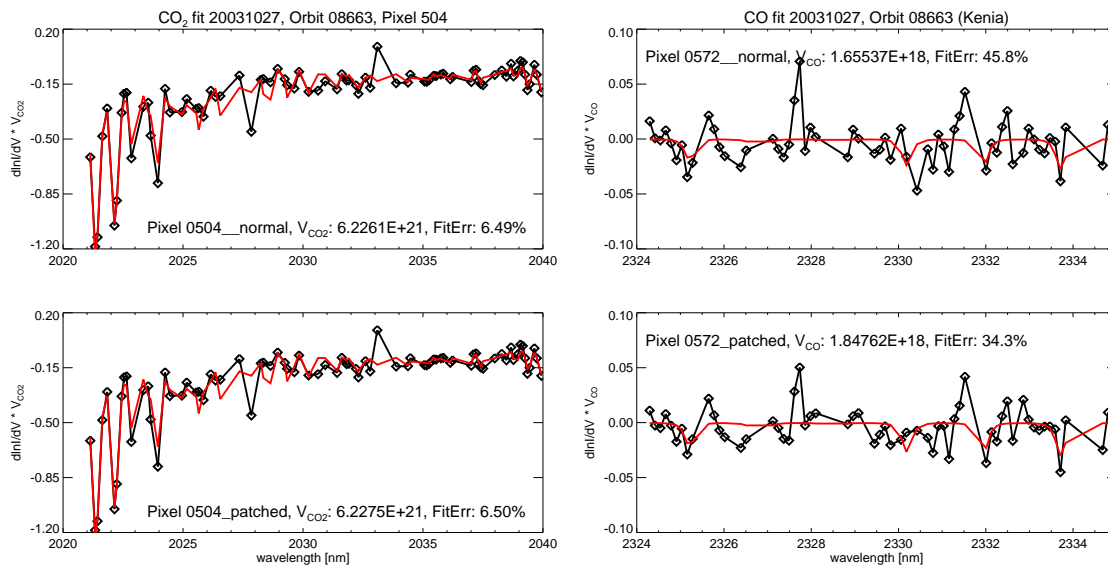 CO2 fit 20031027, Orbit 08663, Pixel 504
0.20
-0.15
-0.50
-0.85
-1.20
dlnI/dV * VCO2
Pixel 0504__normal, VCO2: 6.2261E+21, FitErr: 6.49%
2020 2025 2030 2035 2040
CO fit 20031027, Orbit 08663 (Kenia)
0.10
0.05
0.00
-0.05
-0.10
dlnI/dV * VCO
Pixel 0572__normal, VCO: 1.65537E+18, FitErr: 45.8%
2324 2326 2328 2330 2332 2334
0.20
-0.15
-0.50
-0.85
-1.20
dlnI/dV * VCO2
Pixel 0504_patched, VCO2: 6.2275E+21, FitErr: 6.50%
2020 2025 2030 2035 2040
wavelength [nm]
0.10
0.05
0.00
-0.05
-0.10
dlnI/dV * VCO
Pixel 0572_patched, VCO: 1.84762E+18, FitErr: 34.3%
2324 2326 2328 2330 2332 2334
wavelength [nm]